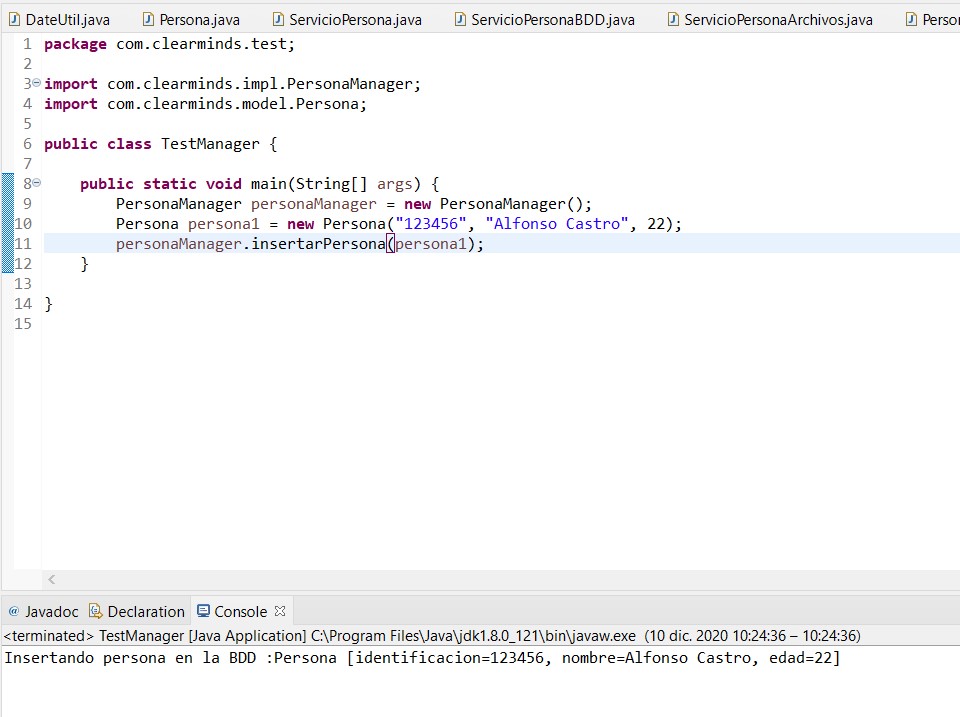 DateUtil.java Persona.java ServicioPersona.java ServicioPersonaBDD.java ServicioPersonaArchivos.java Perso
1 package com.clearminds.test;
2
3 import com.clearminds.impl.PersonaManager;
4 import com.clearminds.model.Persona;
5
6 public class TestManager {
7
8 public static void main(String[] args) {
9 PersonaManager personaManager = new PersonaManager();
10 Persona persona1 = new Persona("123456", "Alfonso Castro", 22);
11 personaManager.insertarPersona(persona1);
12 }
13
14 }
15
@ Javadoc Declaration Console
<terminated> TestManager [Java Application] C:\Program Files\Java\jdk1.8.0_121\bin\javaw.exe (10 dic. 2020 10:24:36 – 10:24:36)
Insertando persona en la BDD :Persona [identificacion=123456, nombre=Alfonso Castro, edad=22]